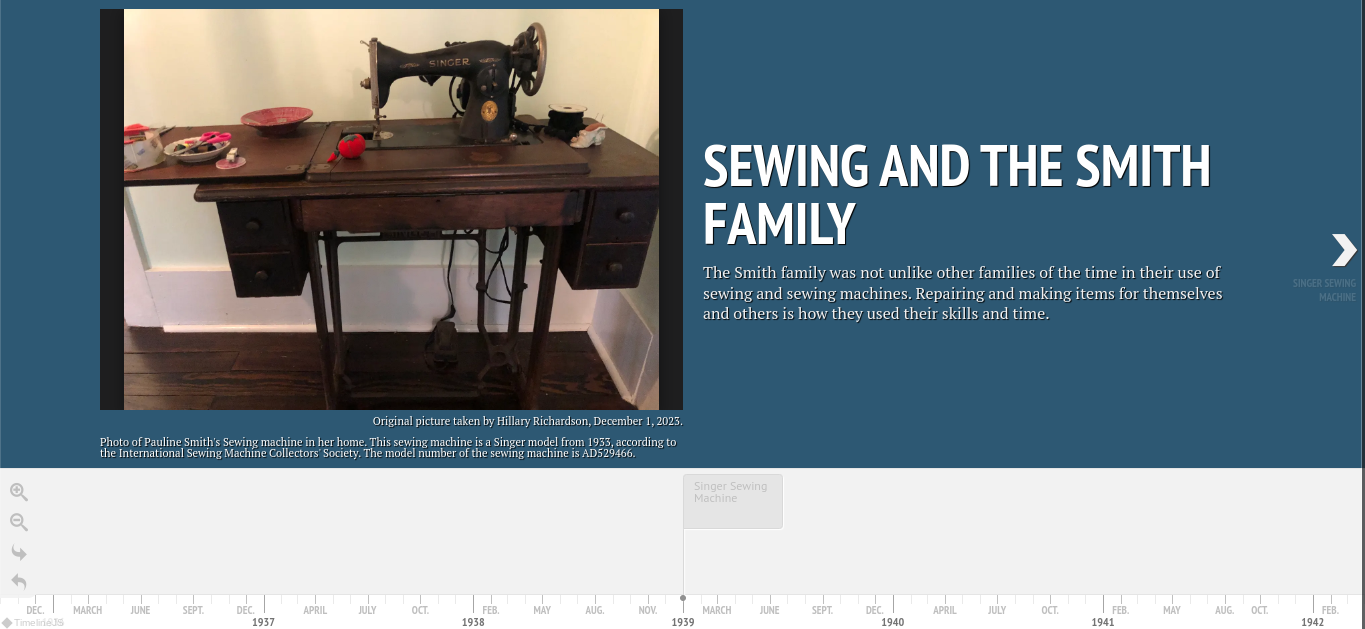 SINGER
SEWING AND THE SMITH
FAMILY
The Smith family was not unlike other families of the time in their use of
sewing and sewing machines. Repairing and making items for themselves
and others is how they used their skills and time.
SINGER SEWING
MACHINE
Original picture taken by Hillary Richardson, December 1, 2023.
Photo of Pauline Smith's Sewing machine in her home. This sewing machine is a Singer model from 1933, according to
the International Sewing Machine Collectors' Society. The model number of the sewing machine is AD529466.
Singer Sewing
Machine
DEC. MARCH JUNE SEPT. DEC. APRIL JULY OCT. FEB. MAY AUG. NOV. MARCH JUNE SEPT. DEC. APRIL JULY OCT. FEB. MAY AUG. OCT. FEB.
TimelineJS 1937 1938 1939 1940 1941 1942